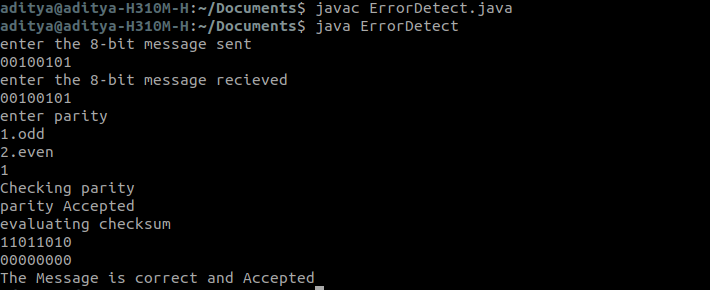 aditya@aditya-H310M-H:~/Documents$ javac ErrorDetect.java
aditya@aditya-H310M-H:~/Documents$ java ErrorDetect
enter the 8-bit message sent
00100101
enter the 8-bit message recieved
00100101
enter parity
1.odd
2.even
1
Checking parity
parity Accepted
evaluating checksum
11011010
00000000
The Message is correct and Accepted